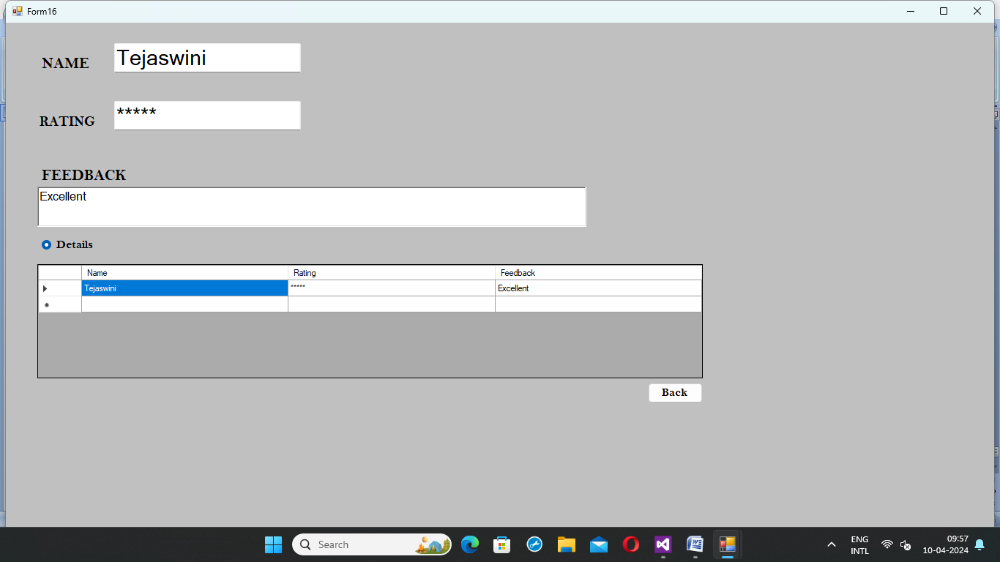 Form16
NAME Tejaswini
RATING *****
FEEDBACK
Excellent
Details
Name Rating Feedback
Tejaswini ***** Excellent
*
Back
Search
ENG 09:57
INTL 10-04-2024